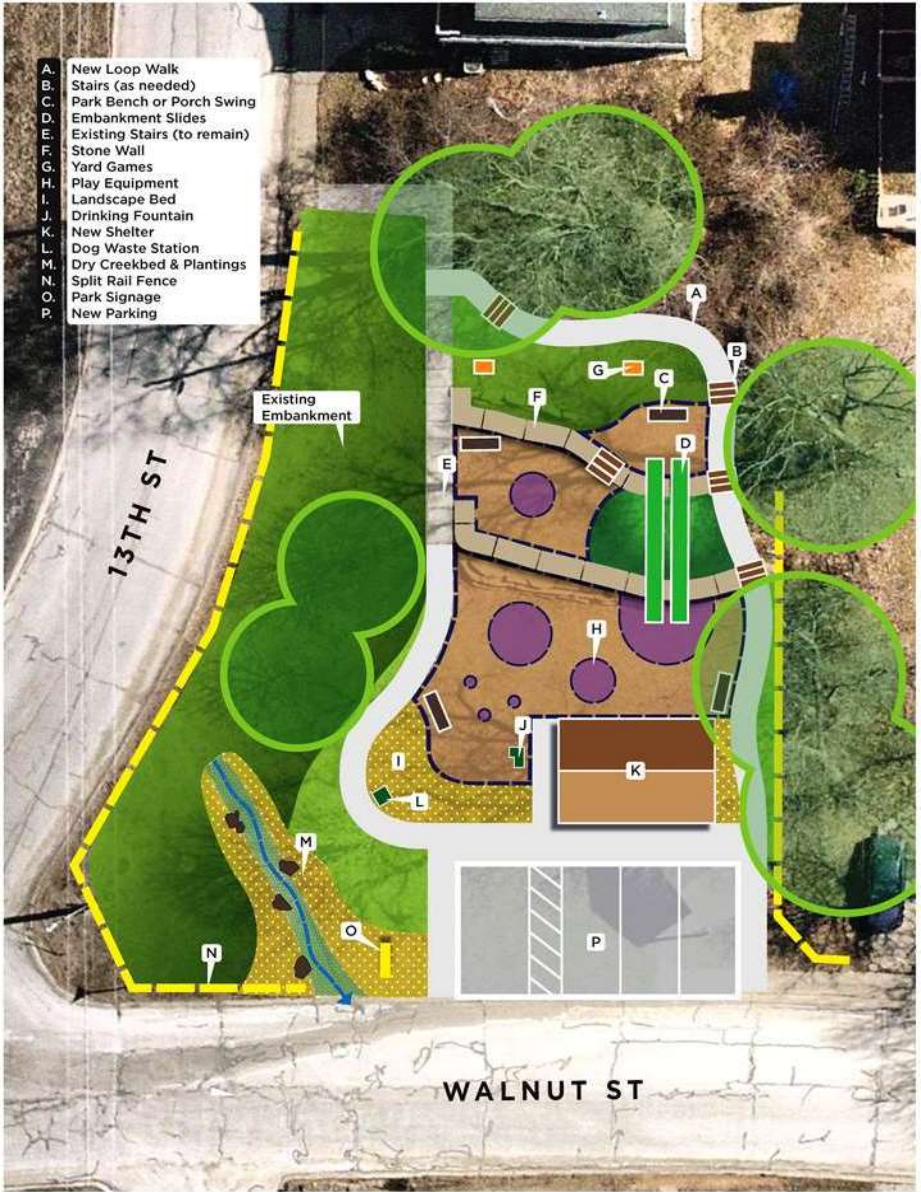 A. New Loop Walk
B. Stairs (as needed)
C. Park Bench or Porch Swing
D. Embankment Slides
E. Existing Stairs (to remain)
F. Stone Wall
G. Yard Games
H. Play Equipment
I. Landscape Bed
J. Drinking Fountain
K. New Shelter
L. Dog Waste Station
M. Dry Creekbed & Plantings
N. Split Rail Fence
O. Park Signage
P. New Parking
A
B
G
C
F
Existing
Embankment
D
E
13TH ST
H
J
I
K
L
M
O
P
N
WALNUT ST